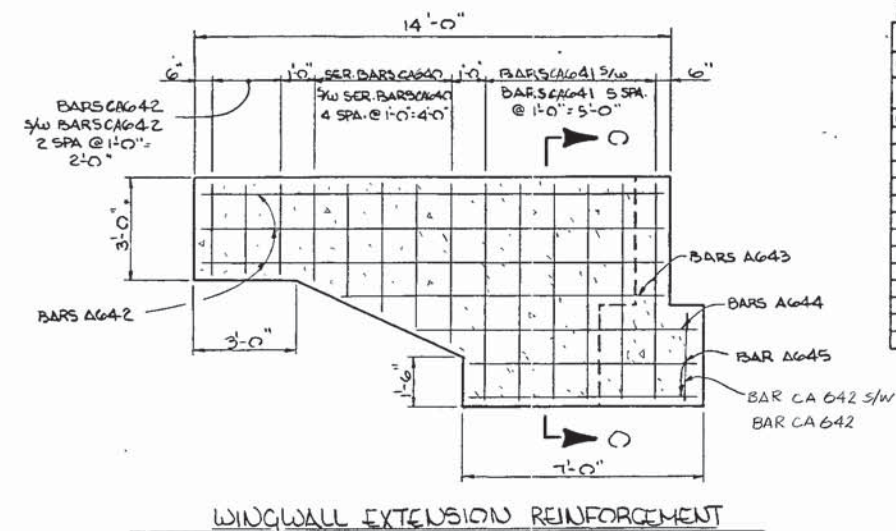 14'-0"
6"
1'-0"
SER. BARS CA640
S/W SER. BARS CA640
4 SPA. @ 1'-0"=4'-0"
1'-0"
BARS CA641 S/W
BARS CA641 5 SPA.
@ 1'-0"=5'-0"
6"
BARS CA642
S/W BARS CA642
2 SPA @ 1'-0"=
2'-0"
C
3'-0"
BARS A643
BARS A642
BARS A644
3'-0"
BAR A645
1'-6"
BAR CA 642 S/W
BAR CA 642
C
7'-0"
WINGWALL EXTENSION REINFORCEMENT